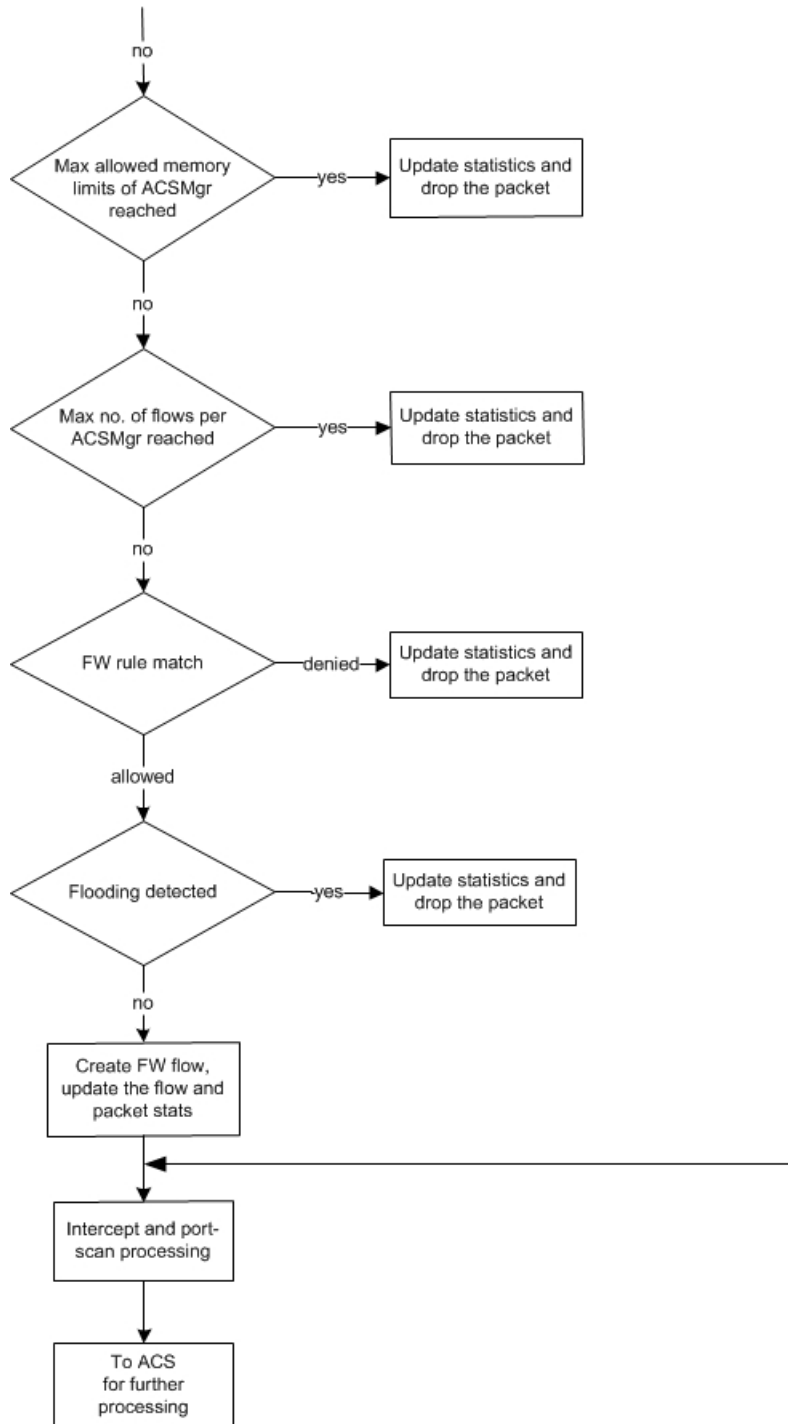 no
Max allowed memory
limits of ACSMgr
reached
yes
Update statistics and
drop the packet
no
Max no. of flows per
ACSMgr reached
yes
Update statistics and
drop the packet
no
FW rule match
denied
Update statistics and
drop the packet
allowed
Flooding detected
yes
Update statistics and
drop the packet
no
Create FW flow,
update the flow and
packet stats
Intercept and port-
scan processing
To ACS
for further
processing